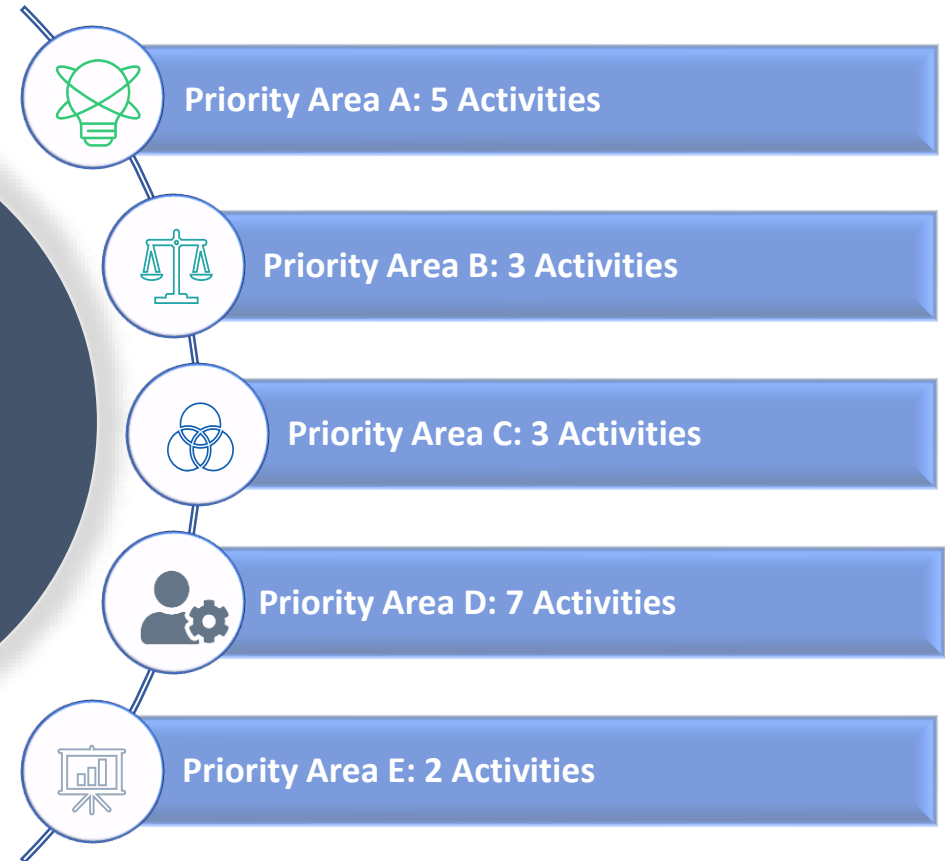 Priority Area A: 5 Activities
Priority Area B: 3 Activities
Priority Area C: 3 Activities
Priority Area D: 7 Activities
Priority Area E: 2 Activities